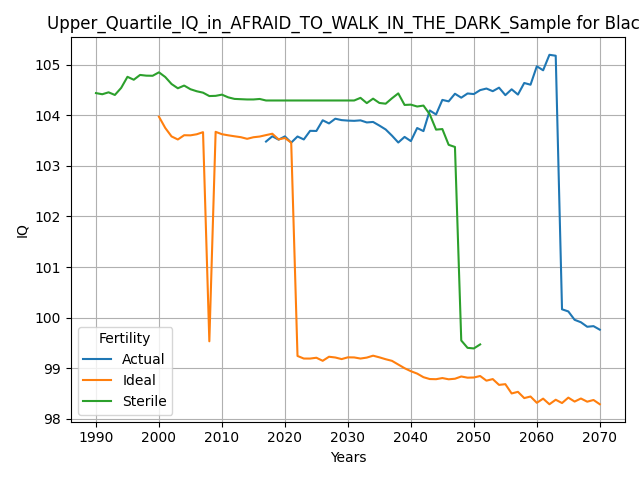 Upper_Quartile_IQ_in_AFRAID_TO_WALK_IN_THE_DARK_Sample for Blac
105
104
103
102
101
100
99
98
IQ
Fertility
Actual
Ideal
Sterile
1990 2000 2010 2020 2030 2040 2050 2060 2070
Years